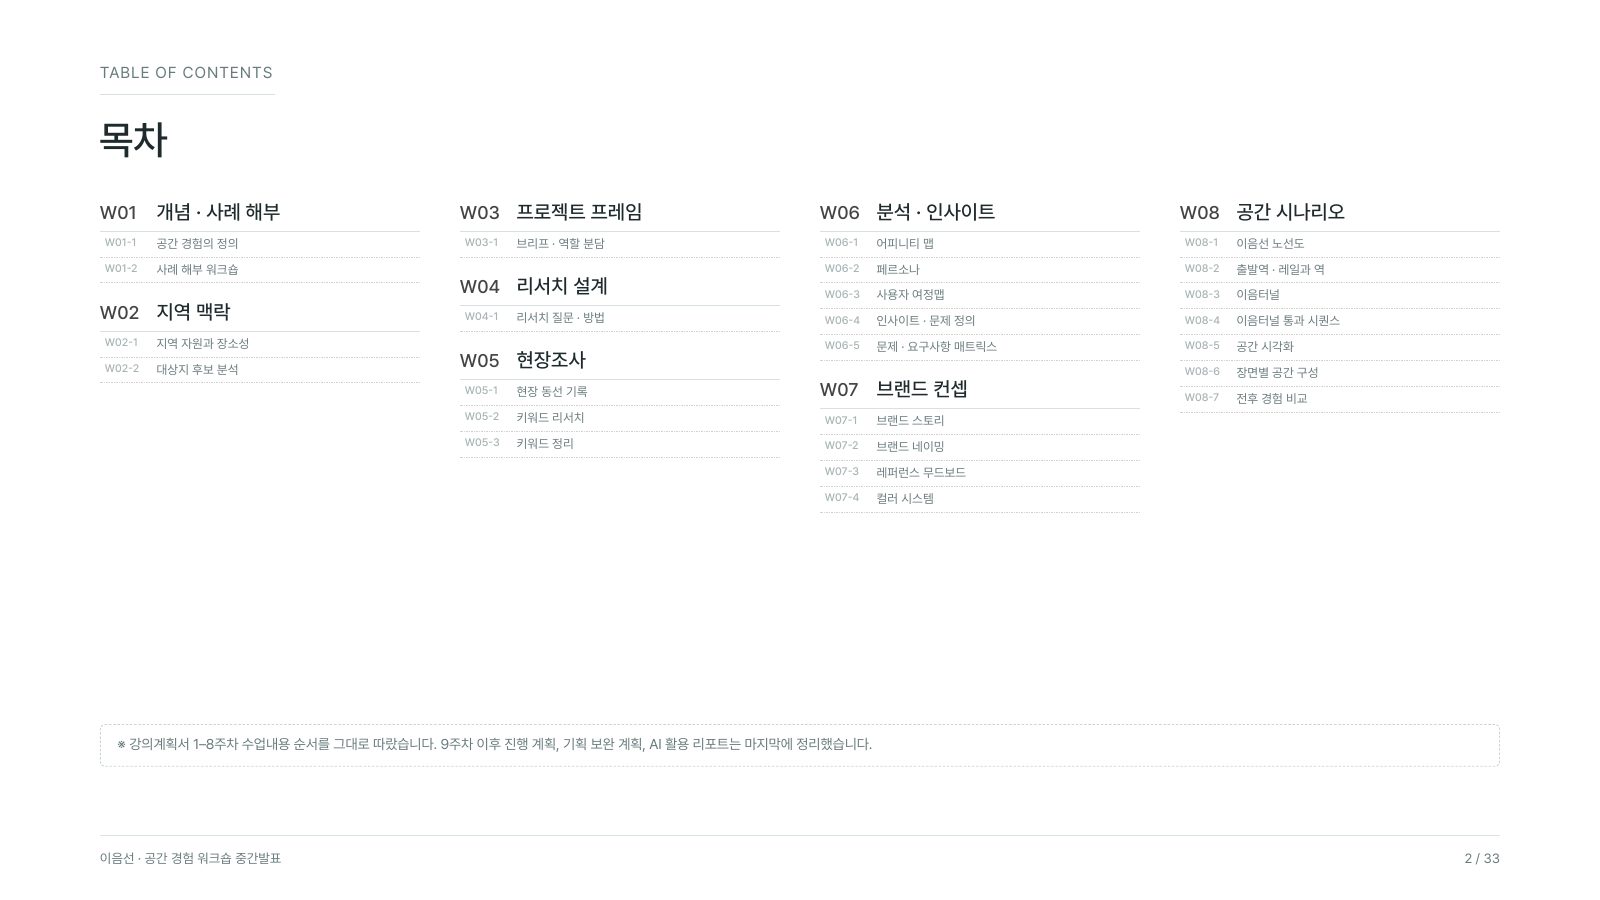 TABLE OF CONTENTS
목차
W01 개념 · 사례 해부
W01-1 공간 경험의 정의
W01-2 사례 해부 워크숍
W02 지역 맥락
W02-1 지역 자원과 장소성
W02-2 대상지 후보 분석
W03 프로젝트 프레임
W03-1 브리프 · 역할 분담
W04 리서치 설계
W04-1 리서치 질문 · 방법
W05 현장조사
W05-1 현장 동선 기록
W05-2 키워드 리서치
W05-3 키워드 정리
W06 분석 · 인사이트
W06-1 어피니티 맵
W06-2 페르소나
W06-3 사용자 여정맵
W06-4 인사이트 · 문제 정의
W06-5 문제 · 요구사항 매트릭스
W07 브랜드 컨셉
W07-1 브랜드 스토리
W07-2 브랜드 네이밍
W07-3 레퍼런스 무드보드
W07-4 컬러 시스템
W08 공간 시나리오
W08-1 이음선 노선도
W08-2 출발역 · 레일과 역
W08-3 이음터널
W08-4 이음터널 통과 시퀀스
W08-5 공간 시각화
W08-6 장면별 공간 구성
W08-7 전후 경험 비교
※ 강의계획서 1–8주차 수업내용 순서를 그대로 따랐습니다. 9주차 이후 진행 계획, 기획 보완 계획, AI 활용 리포트는 마지막에 정리했습니다.
이음선 · 공간 경험 워크숍 중간발표
2 / 33